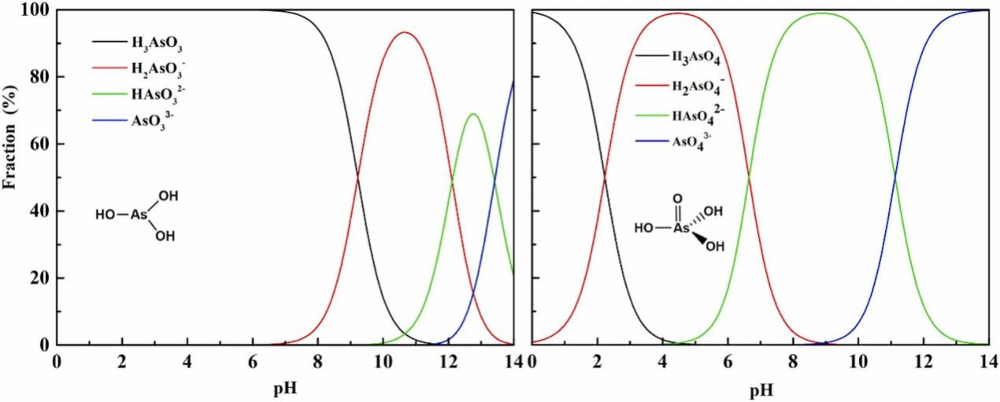 100
80
60
40
20
0
Fraction (%)
H₃AsO₃
H₂AsO₃⁻
HAsO₃²⁻
AsO₃³⁻
HO
As
OH
OH
0 2 4 6 8 10 12 14
pH
H₃AsO₄
H₂AsO₄⁻
HAsO₄²⁻
AsO₄³⁻
O
HO
As
OH
OH
0 2 4 6 8 10 12 14
pH